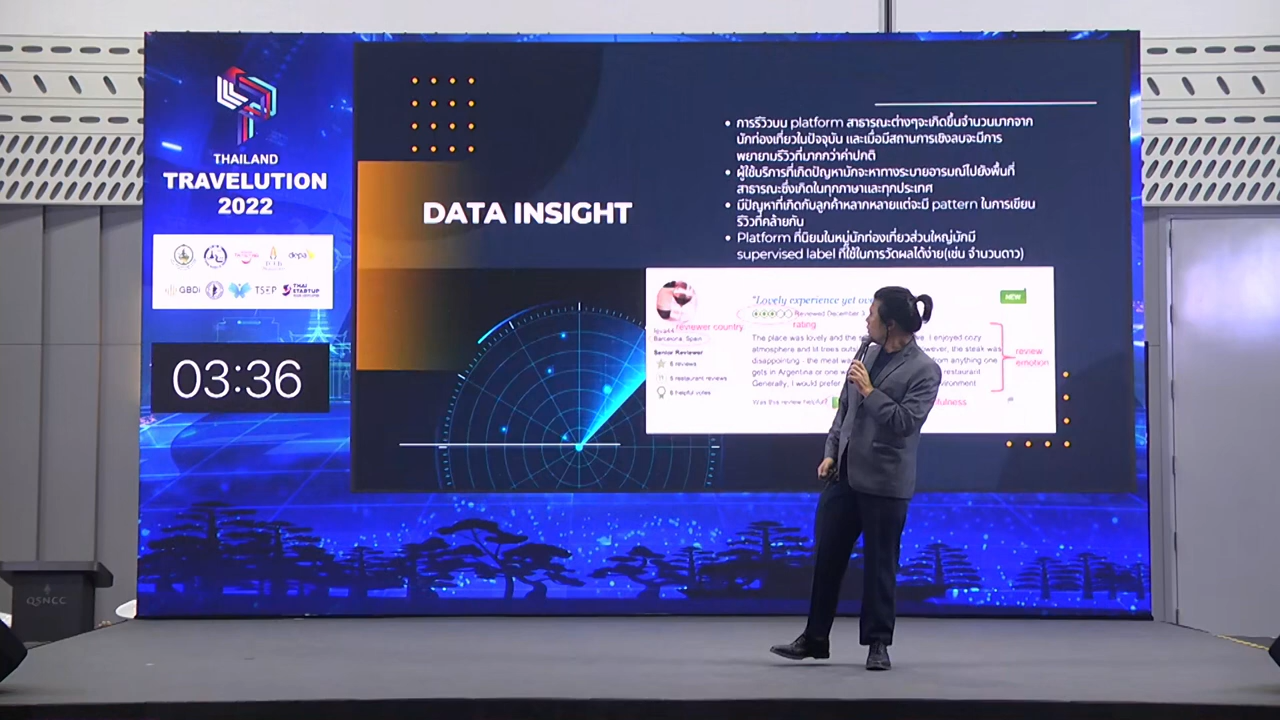 THAILAND
TRAVELUTION
2022
depa
GBDi
TSEP
THAI
STARTUP
03:36
QSNCC
DATA INSIGHT
• การรีวิวบน platform สาธารณะต่างๆจะเกิดขึ้นจำนวนมากจาก
นักท่องเที่ยวในปัจจุบัน และเมื่อมีสถานการเชิงลบจะมีการ
พยายามรีวิวที่มากกว่าค่าปกติ
• ผู้ใช้บริการที่เกิดปัญหามักจะหาทางระบายอารมณ์ไปยังพื้นที่
สาธารณะซึ่งเกิดในทุกภาษาและทุกประเทศ
• มีปัญหาที่เกิดกับลูกค้าหลากหลายแต่จะมี pattern ในการเขียน
รีวิวที่คล้ายกัน
• Platform ที่นิยมในหมู่นักท่องเที่ยวส่วนใหญ่มักมี
supervised label ที่ใช้ในการวัดผลได้ง่าย(เช่น จำนวนดาว)
"Lovely experience yet
NEW
Reviewed December
reviewer country
rating
Barcelona, Spain
Senior Reviewer
6 reviews
5 restaurant reviews
6 helpful votes
The place was lovely and the I enjoyed cozy
atmosphere and lit trees the steak was
disappointing - the meat from anything one
gets in Argentina or one restaurant
Generally, I would prefer
review
emotion
Was this review helpful?